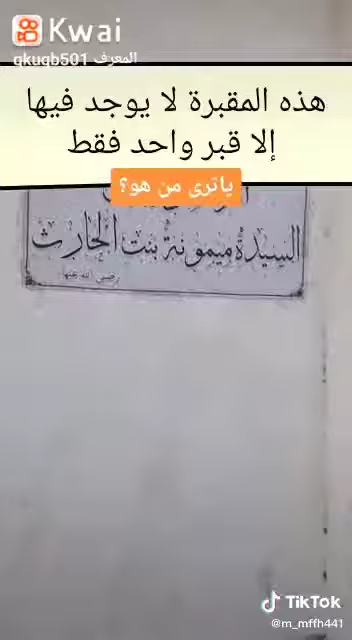 Kwai
المعرف qkugb501
هذه المقبرة لا يوجد فيها
إلا قبر واحد فقط
ياترى من هو؟
السيدة ميمونة بنت الحارث
رضي الله عنها
TikTok
@m_mffh441